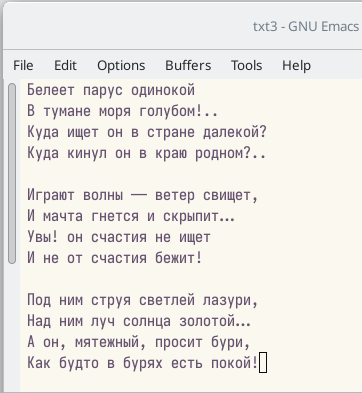 txt3 - GNU Emacs
File Edit Options Buffers Tools Help
Белеет парус одинокой
В тумане моря голубом!..
Куда ищет он в стране далекой?
Куда кинул он в краю родном?..

Играют волны — ветер свищет,
И мачта гнется и скрыпит…
Увы! он счастия не ищет
И не от счастия бежит!

Под ним струя светлей лазури,
Над ним луч солнца золотой…
А он, мятежный, просит бури,
Как будто в бурях есть покой!